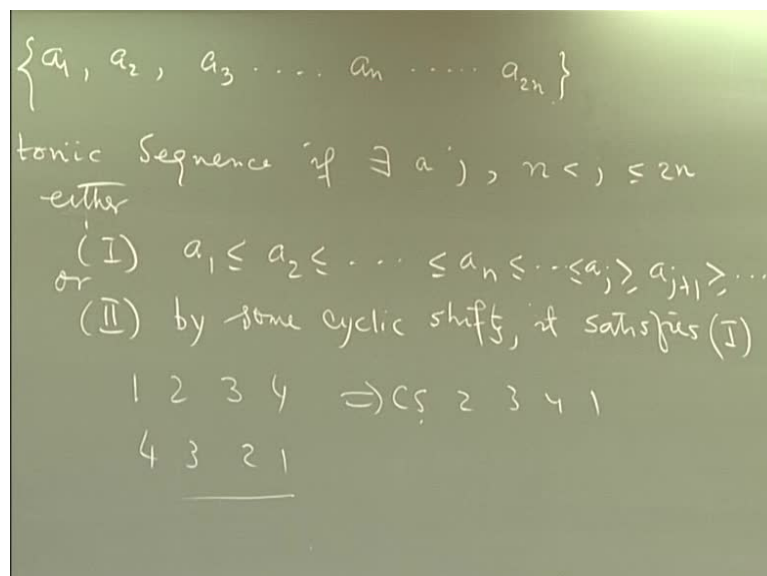 {a1, a2, a3 .... an ..... a2n}
tonic Sequence if ∃ a j, n < j ≤ 2n
either
(I) a1 ≤ a2 ≤ ... ≤ an ≤ ... ≤ aj ≥ aj+1 ≥ ...
or
(II) by some cyclic shift, it satisfies (I)
1 2 3 4 ⇒ CS 2 3 4 1
4 3 2 1